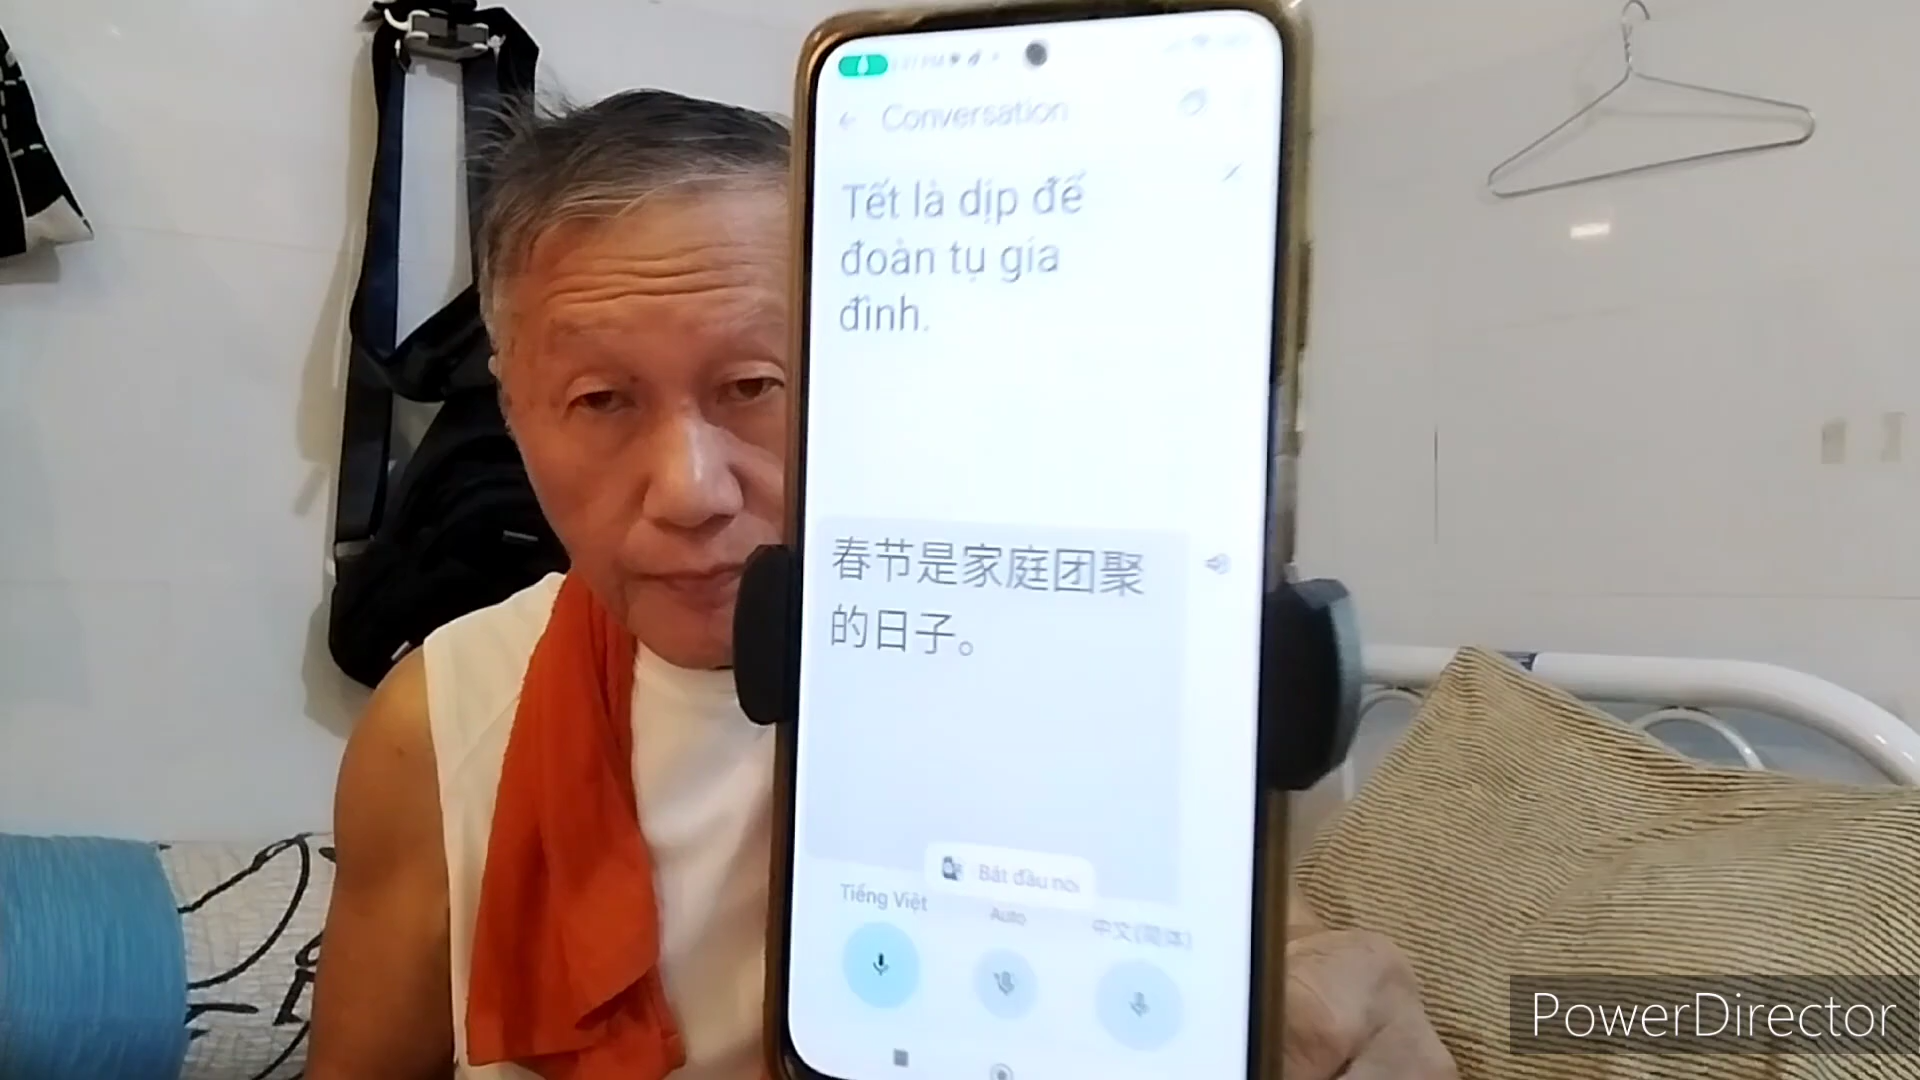 Conversation
Tết là dịp để
đoàn tụ gia
đình.
春节是家庭团聚
的日子。
Bắt đầu nói
Tiếng Việt
Auto
中文(简体)
PowerDirector